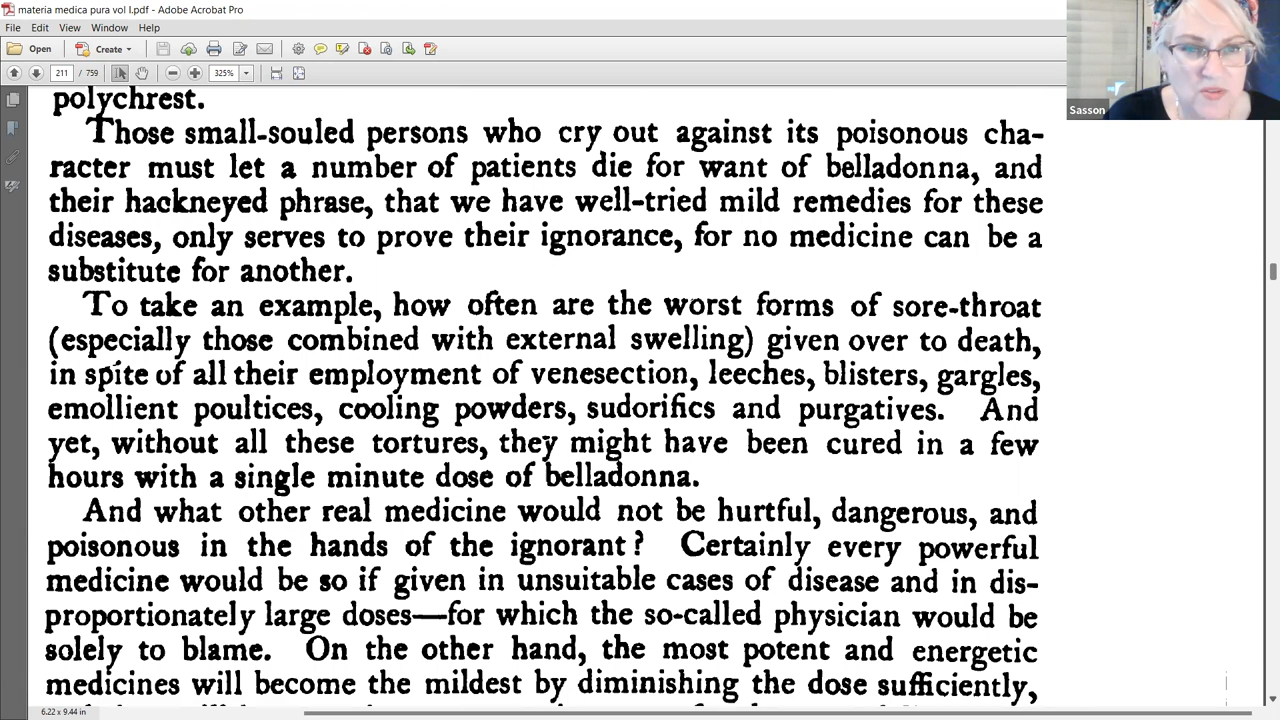 materia medica pura vol I.pdf - Adobe Acrobat Pro
File Edit View Window Help
Open Create
211 / 759 325%
Sasson
polychrest.
Those small-souled persons who cry out against its poisonous cha-
racter must let a number of patients die for want of belladonna, and
their hackneyed phrase, that we have well-tried mild remedies for these
diseases, only serves to prove their ignorance, for no medicine can be a
substitute for another.
To take an example, how often are the worst forms of sore-throat
(especially those combined with external swelling) given over to death,
in spite of all their employment of venesection, leeches, blisters, gargles,
emollient poultices, cooling powders, sudorifics and purgatives. And
yet, without all these tortures, they might have been cured in a few
hours with a single minute dose of belladonna.
And what other real medicine would not be hurtful, dangerous, and
poisonous in the hands of the ignorant? Certainly every powerful
medicine would be so if given in unsuitable cases of disease and in dis-
proportionately large doses—for which the so-called physician would be
solely to blame. On the other hand, the most potent and energetic
medicines will become the mildest by diminishing the dose sufficiently,
6.22 x 9.44 in